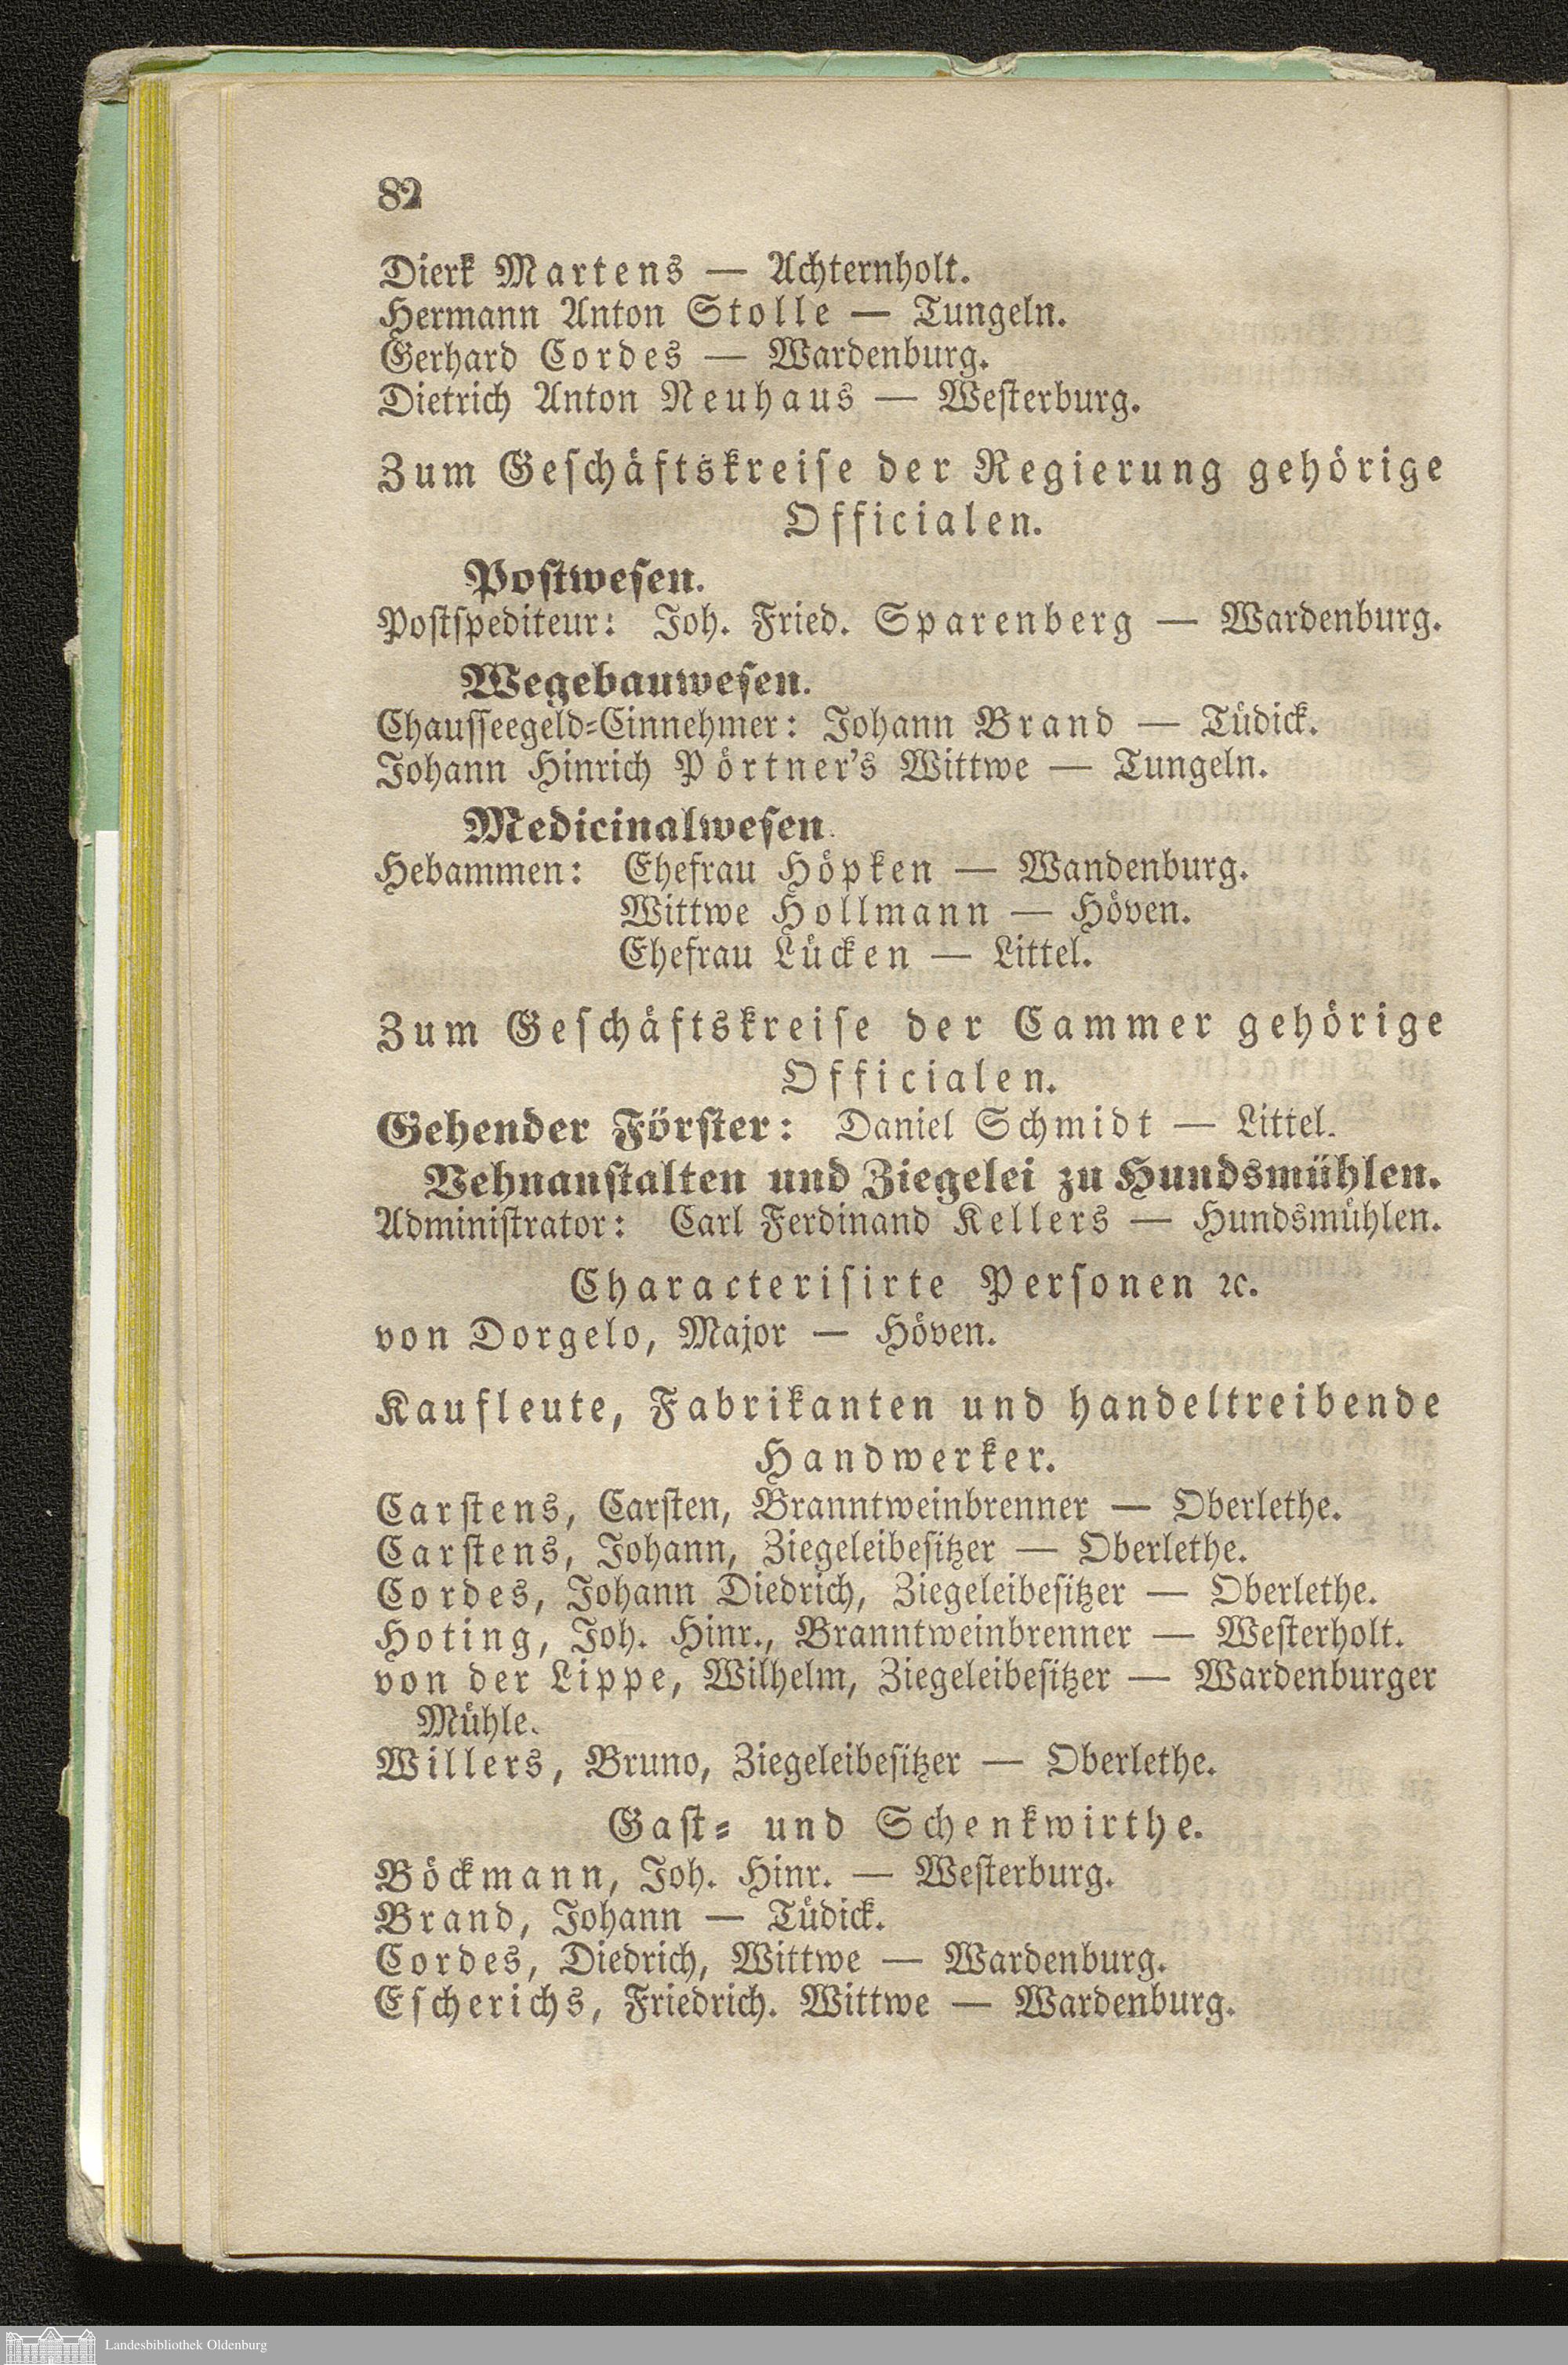 82
Dierk Martens — Achternholt.
Hermann Anton Stolle — Tungeln.
Gerhard Cordes — Wardenburg.
Dietrich Anton Neuhaus — Westerburg.
Zum Geschäftskreise der Regierung gehörige
Officialen.
Postwesen.
Postspediteur: Joh. Fried. Sparenberg — Wardenburg.
Wegebauwesen.
Chausseegeld-Einnehmer: Johann Brand — Tüdick.
Johann Hinrich Pörtner's Wittwe — Tungeln.
Medicinalwesen.
Hebammen: Ehefrau Höpken — Wandenburg.
Wittwe Hollmann — Höven.
Ehefrau Lücken — Littel.
Zum Geschäftskreise der Cammer gehörige
Officialen.
Gehender Förster: Daniel Schmidt — Littel.
Vehnanstalten und Ziegelei zu Hundsmühlen.
Administrator: Carl Ferdinand Kellers — Hundsmühlen.
Characterisirte Personen ꝛc.
von Dorgelo, Major — Höven.
Kaufleute, Fabrikanten und handeltreibende
Handwerker.
Carstens, Carsten, Branntweinbrenner — Oberlethe.
Carstens, Johann, Ziegeleibesitzer — Oberlethe.
Cordes, Johann Diedrich, Ziegeleibesitzer — Oberlethe.
Hoting, Joh. Hinr., Branntweinbrenner — Westerholt.
von der Lippe, Wilhelm, Ziegeleibesitzer — Wardenburger
Mühle.
Willers, Bruno, Ziegeleibesitzer — Oberlethe.
Gast- und Schenkwirthe.
Böckmann, Joh. Hinr. — Westerburg.
Brand, Johann — Tüdick.
Cordes, Diedrich, Wittwe — Wardenburg.
Escherichs, Friedrich. Wittwe — Wardenburg.
Landesbibliothek Oldenburg